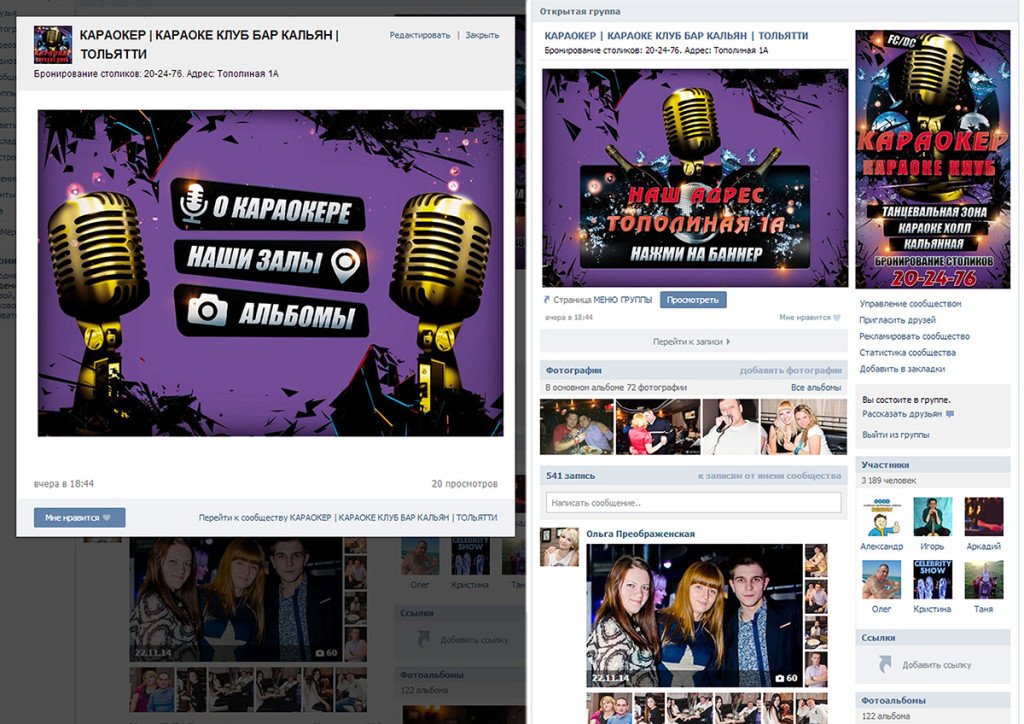 КАРАОКЕР | КАРАОКЕ КЛУБ БАР КАЛЬЯН |
ТОЛЬЯТТИ
Редактировать | Закрыть
Бронирование столиков: 20-24-76. Адрес: Тополиная 1А
О КАРАОКЕРЕ
НАШИ ЗАЛЫ
АЛЬБОМЫ
вчера в 18:44
20 просмотров
Мне нравится
Перейти к сообществу КАРАОКЕР | КАРАОКЕ КЛУБ БАР КАЛЬЯН | ТОЛЬЯТТИ
Олег
Кристина
Ссылки
Добавить ссылку
Фотоальбомы
122 альбома
22.11.14
60
Открытая группа
КАРАОКЕР | КАРАОКЕ КЛУБ БАР КАЛЬЯН | ТОЛЬЯТТИ
Бронирование столиков: 20-24-76. Адрес: Тополиная 1А
НАШ АДРЕС
ТОПОЛИНАЯ 1А
НАЖМИ НА БАННЕР
Страница МЕНЮ ГРУППЫ
Просмотреть
вчера в 18:44
Мне нравится
Перейти к записи
Фотографии
добавить фотографии
В основном альбоме 72 фотографии
Все альбомы
541 запись
к записям от имени сообщества
Написать сообщение..
Ольга Преображенская
22.11.14
60
FC/DC
КАРАОКЕР
КАРАОКЕ КЛУБ
ТАНЦЕВАЛЬНАЯ ЗОНА
КАРАОКЕ ХОЛЛ
КАЛЬЯННАЯ
БРОНИРОВАНИЕ СТОЛИКОВ
20-24-76
Управление сообществом
Пригласить друзей
Рекламировать сообщество
Статистика сообщества
Добавить в закладки
Вы состоите в группе.
Рассказать друзьям
Выйти из группы
Участники
3 189 человек
Александр
Игорь
Аркадий
CELEBRITY
SHOW
Олег
Кристина
Таня
Ссылки
Добавить ссылку
Фотоальбомы
122 альбома